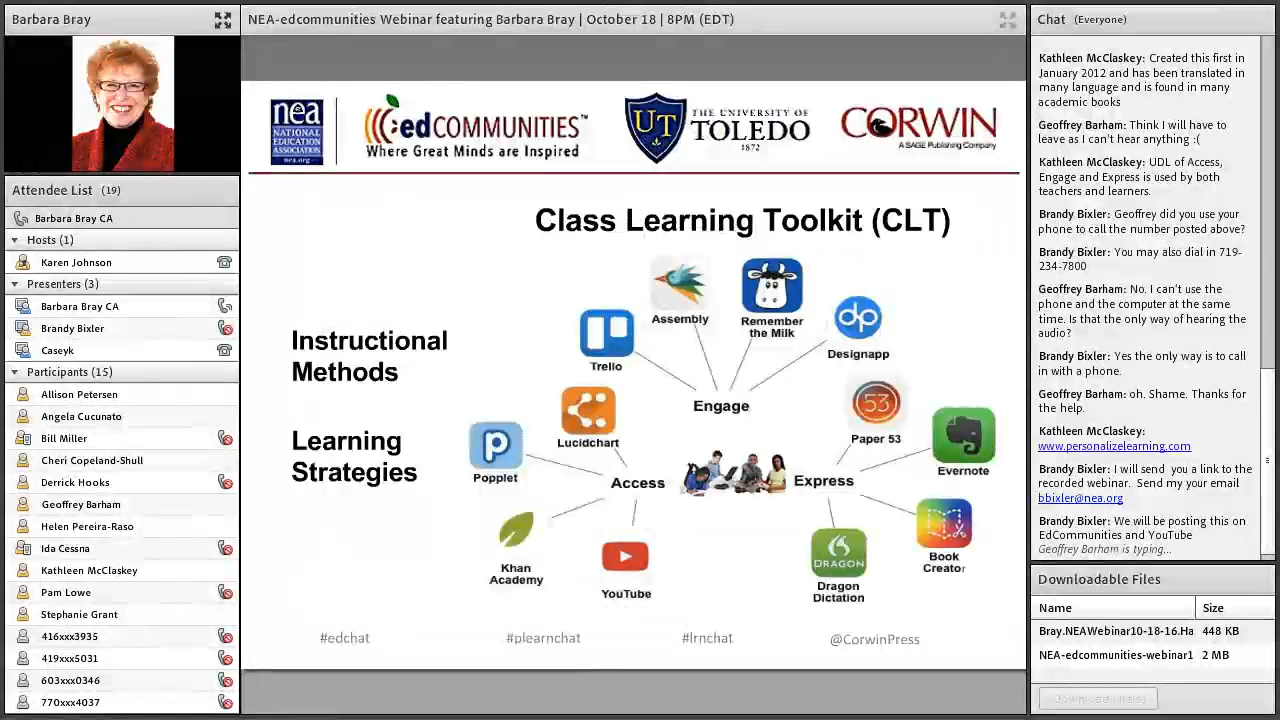 Barbara Bray
NEA-edcommunities Webinar featuring Barbara Bray | October 18 | 8PM (EDT)
Chat (Everyone)
Attendee List (19)
Barbara Bray CA
Hosts (1)
Karen Johnson
Presenters (3)
Barbara Bray CA
Brandy Bixler
Caseyk
Participants (15)
Allison Petersen
Angela Cucunato
Bill Miller
Cheri Copeland-Shull
Derrick Hooks
Geoffrey Barham
Helen Pereira-Raso
Ida Cessna
Kathleen McClaskey
Pam Lowe
Stephanie Grant
416xxx3935
419xxx5031
603xxx0346
770xxx4037
nea
NATIONAL
EDUCATION
ASSOCIATION
nea.org
edCOMMUNITIES™
Where Great Minds are Inspired
UT
THE UNIVERSITY OF
TOLEDO
1872
CORWIN
A SAGE Publishing Company
Class Learning Toolkit (CLT)
Instructional
Methods
Learning
Strategies
Assembly
Remember
the Milk
dp
Designapp
Trello
Engage
53
Paper 53
Lucidchart
Evernote
p
Popplet
Access
Express
Khan
Academy
YouTube
DRAGON
Dragon
Dictation
Book
Creator
#edchat
#plearnchat
#lrnchat
@CorwinPress
Kathleen McClaskey: Created this first in
January 2012 and has been translated in
many language and is found in many
academic books
Geoffrey Barham: Think I will have to
leave as I can't hear anything :(
Kathleen McClaskey: UDL of Access,
Engage and Express is used by both
teachers and learners.
Brandy Bixler: Geoffrey did you use your
phone to call the number posted above?
Brandy Bixler: You may also dial in 719-
234-7800
Geoffrey Barham: No. I can't use the
phone and the computer at the same
time. Is that the only way of hearing the
audio?
Brandy Bixler: Yes the only way is to call
in with a phone.
Geoffrey Barham: oh. Shame. Thanks for
the help.
Kathleen McClaskey:
www.personalizelearning.com
Brandy Bixler: I will send you a link to the
recorded webinar. Send my your email
bbixler@nea.org
Brandy Bixler: We will be posting this on
EdCommunities and YouTube
Geoffrey Barham is typing...
Downloadable Files
Name Size
Bray.NEAWebinar10-18-16.Ha 448 KB
NEA-edcommunities-webinar1 2 MB
Download File(s)